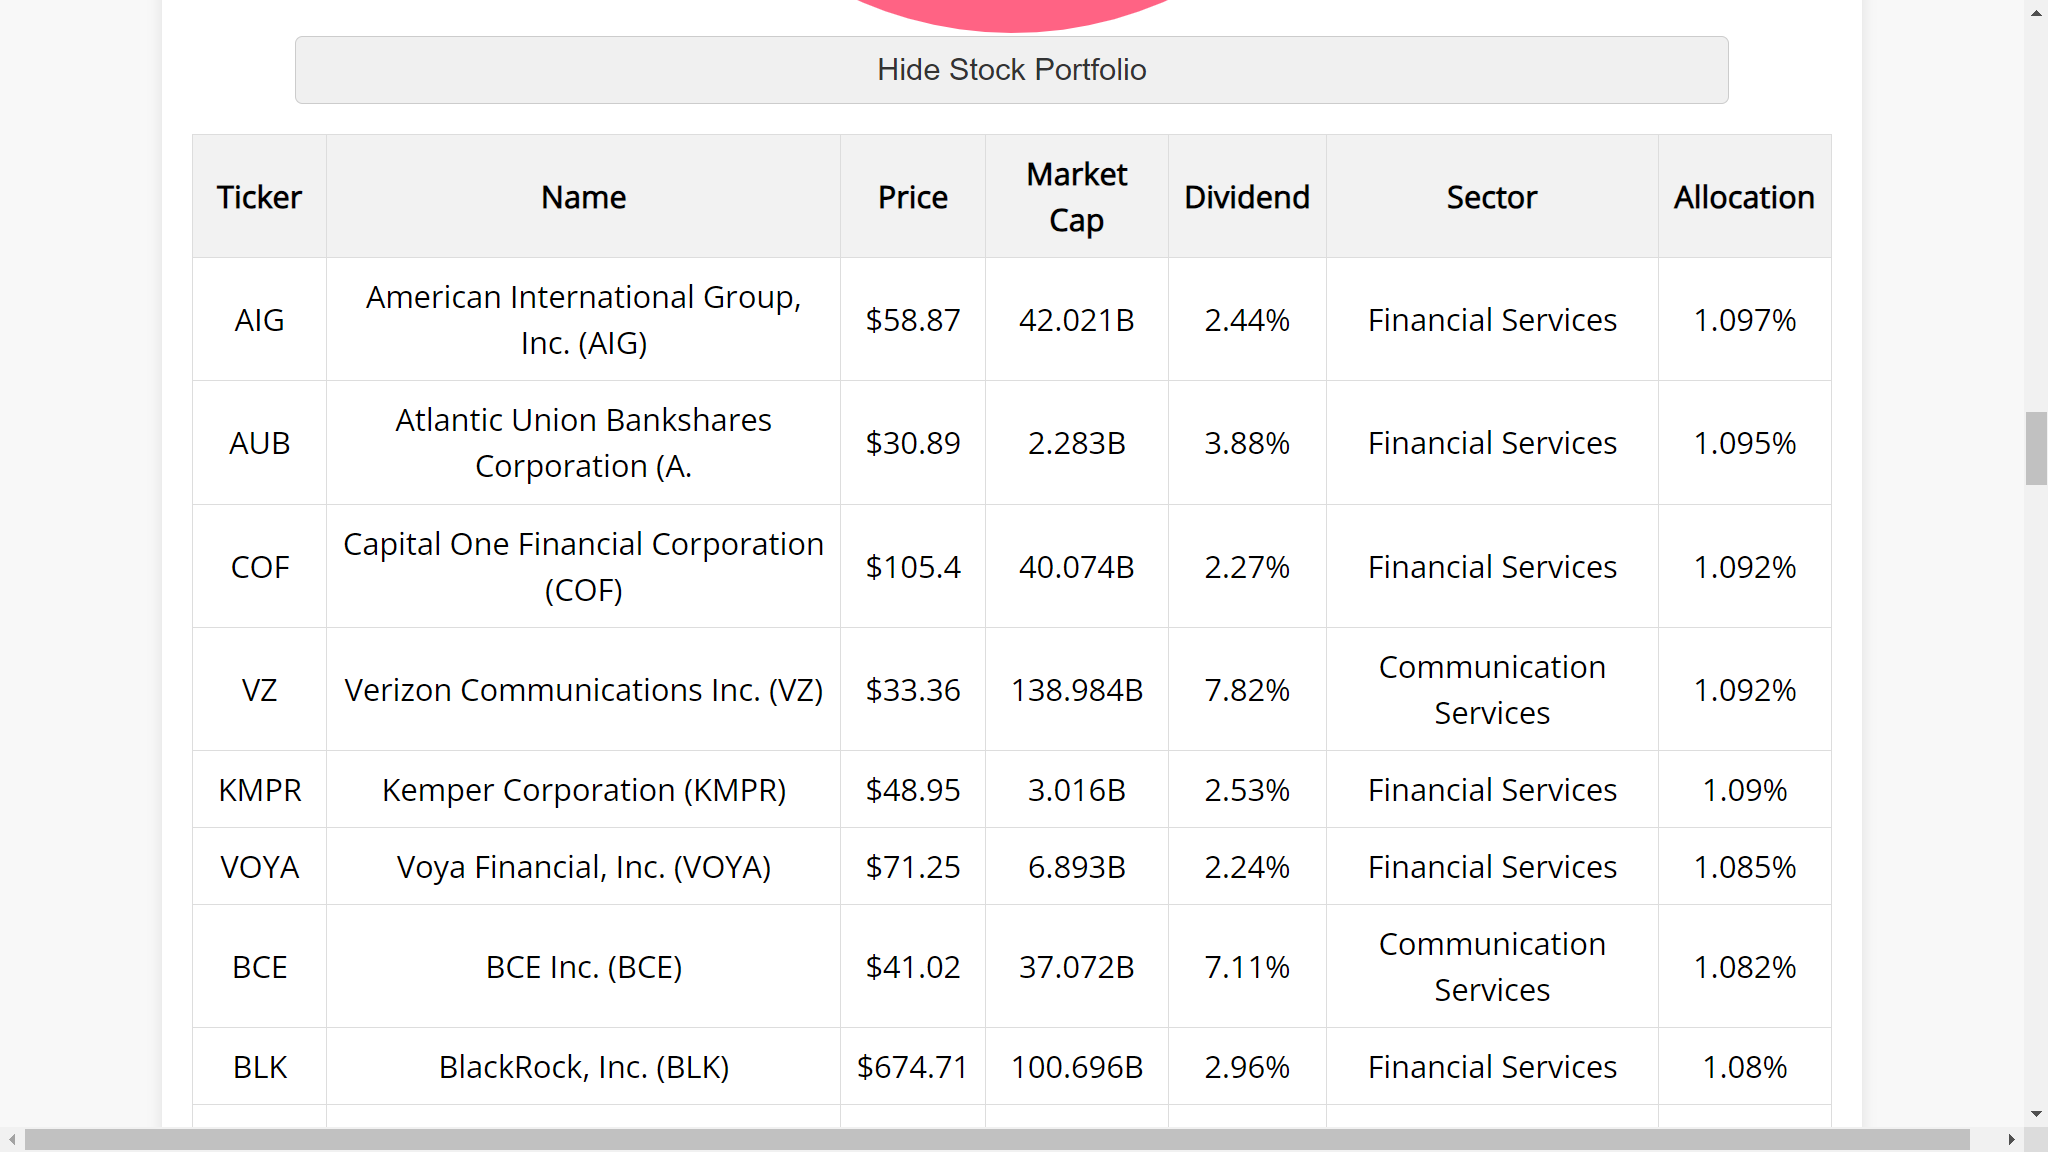 Hide Stock Portfolio
Ticker Name Price Market Cap Dividend Sector Allocation
AIG American International Group, Inc. (AIG) $58.87 42.021B 2.44% Financial Services 1.097%
AUB Atlantic Union Bankshares Corporation (A. $30.89 2.283B 3.88% Financial Services 1.095%
COF Capital One Financial Corporation (COF) $105.4 40.074B 2.27% Financial Services 1.092%
VZ Verizon Communications Inc. (VZ) $33.36 138.984B 7.82% Communication Services 1.092%
KMPR Kemper Corporation (KMPR) $48.95 3.016B 2.53% Financial Services 1.09%
VOYA Voya Financial, Inc. (VOYA) $71.25 6.893B 2.24% Financial Services 1.085%
BCE BCE Inc. (BCE) $41.02 37.072B 7.11% Communication Services 1.082%
BLK BlackRock, Inc. (BLK) $674.71 100.696B 2.96% Financial Services 1.08%